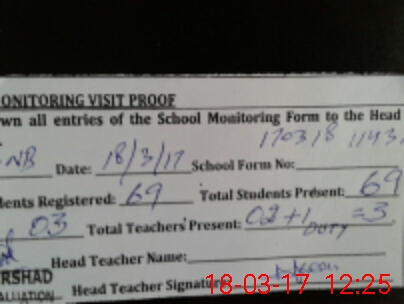 ONITORING VISIT PROOF
wn all entries of the School Monitoring Form to the Head
170318 1143
NB Date: 18/3/17 School Form No:
dents Registered: 69 Total Students Present: 69
03 Total Teachers Present: 02+1 =3
DUTY
Head Teacher Name:
RSHAD
ALUATION Head Teacher Signatur
18-03-17 12:25